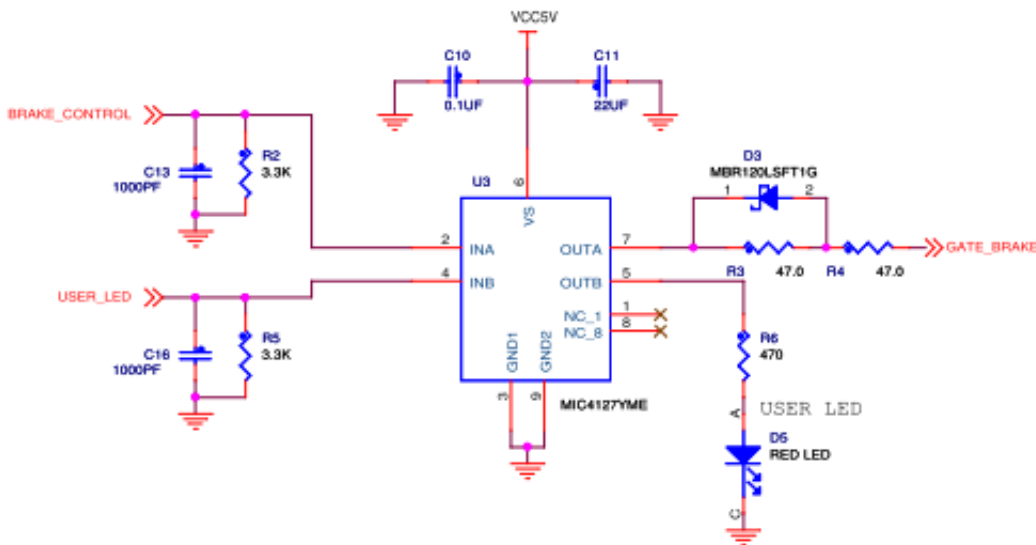 VCC5V
C10
0.1UF
C11
22UF
BRAKE_CONTROL
C13
1000PF
R2
3.3K
U3
6
VS
D3
MBR120LSFT1G
1
2
2
INA
OUTA
7
R3
47.0
R4
47.0
GATE_BRAKE
USER_LED
4
INB
OUTB
5
NC_1
1
NC_8
8
C16
1000PF
R5
3.3K
GND1
GND2
3
9
MIC4127YME
R6
470
A
USER LED
D5
RED LED
C